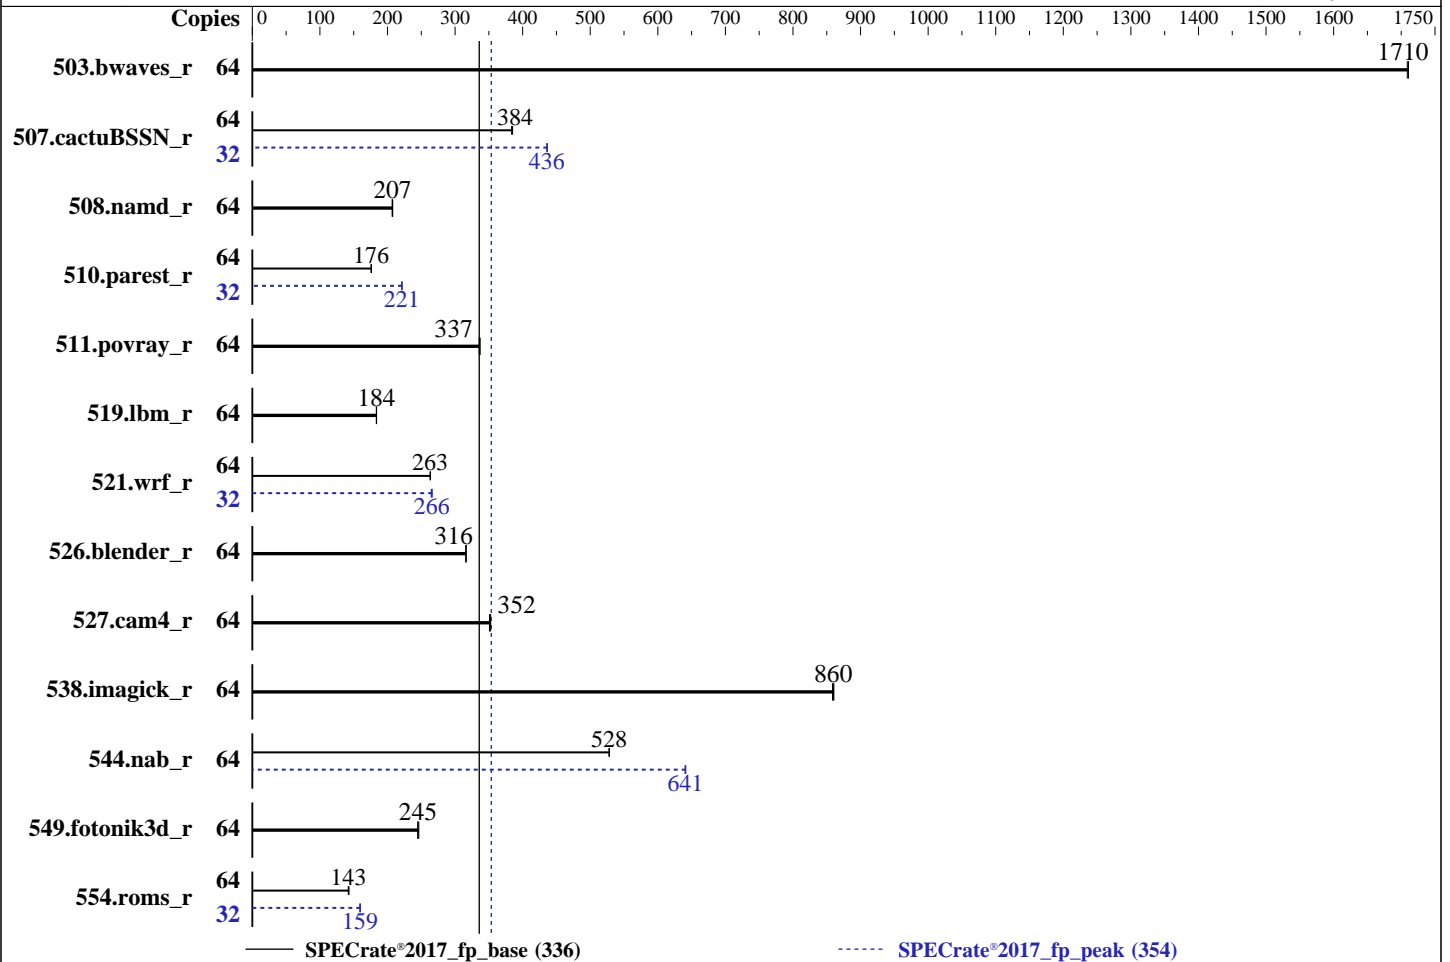 Copies 0 100 200 300 400 500 600 700 800 900 1000 1100 1200 1300 1400 1500 1600 1750
503.bwaves_r 64 1710
507.cactuBSSN_r 64 384
32 436
508.namd_r 64 207
510.parest_r 64 176
32 221
511.povray_r 64 337
519.lbm_r 64 184
521.wrf_r 64 263
32 266
526.blender_r 64 316
527.cam4_r 64 352
538.imagick_r 64 860
544.nab_r 64 528
641
549.fotonik3d_r 64 245
554.roms_r 64 143
32 159
SPECrate®2017_fp_base (336) SPECrate®2017_fp_peak (354)